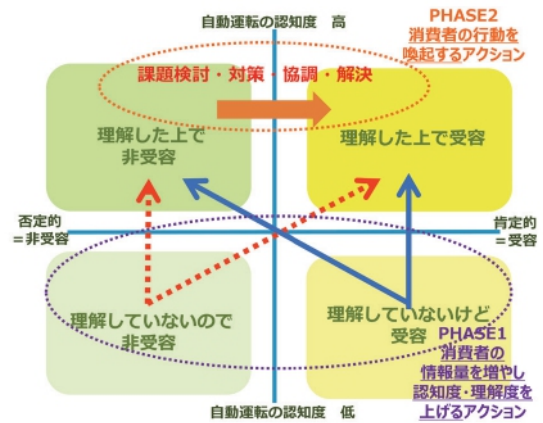 自動運転の認知度 高
PHASE2
消費者の行動を
喚起するアクション
課題検討・対策・協調・解決
理解した上で
非受容
理解した上で受容
否定的
＝非受容
肯定的
＝受容
理解していないので
非受容
理解していないけど
受容
PHASE1
消費者の
情報量を増やし
認知度・理解度を
上げるアクション
自動運転の認知度 低